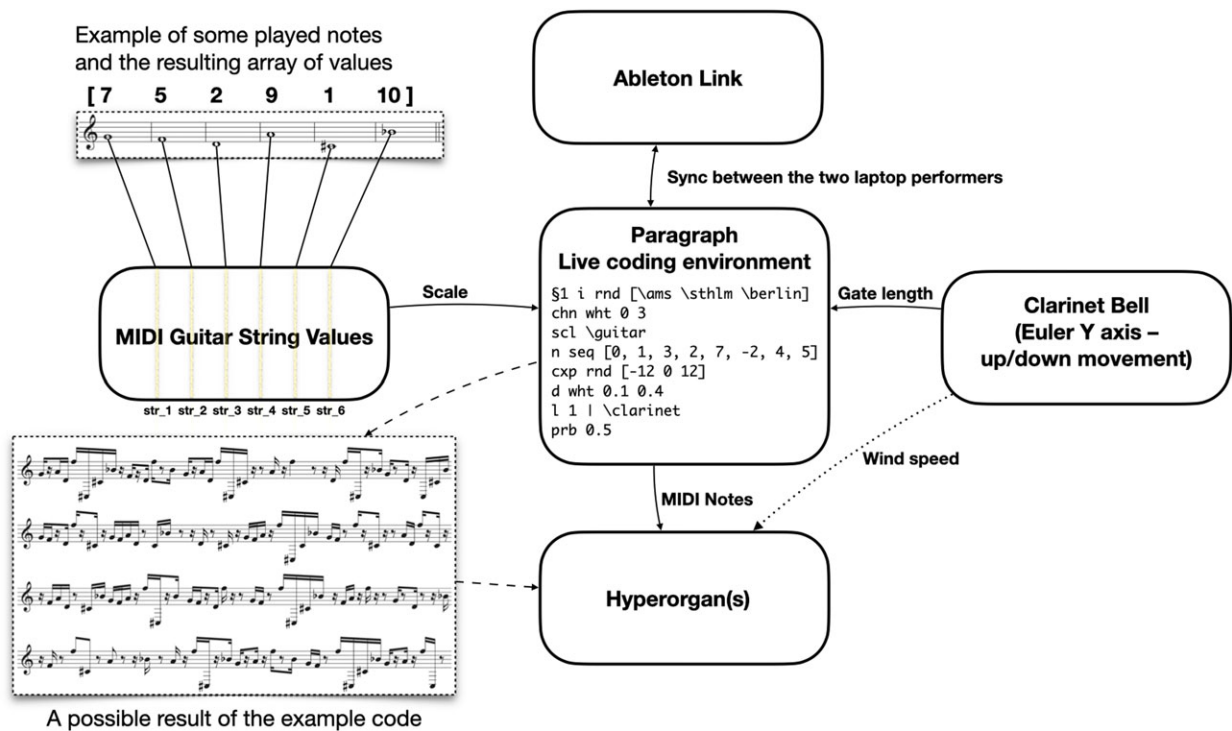 Example of some played notes
and the resulting array of values
[ 7 5 2 9 1 10 ]
Ableton Link
Sync between the two laptop performers
MIDI Guitar String Values
str_1 str_2 str_3 str_4 str_5 str_6
Scale
Paragraph
Live coding environment
§1 i rnd [\ams \sthlm \berlin]
chn wht 0 3
scl \guitar
n seq [0, 1, 3, 2, 7, -2, 4, 5]
cxp rnd [-12 0 12]
d wht 0.1 0.4
l 1 | \clarinet
prb 0.5
Gate length
Clarinet Bell
(Euler Y axis –
up/down movement)
Wind speed
MIDI Notes
Hyperorgan(s)
A possible result of the example code